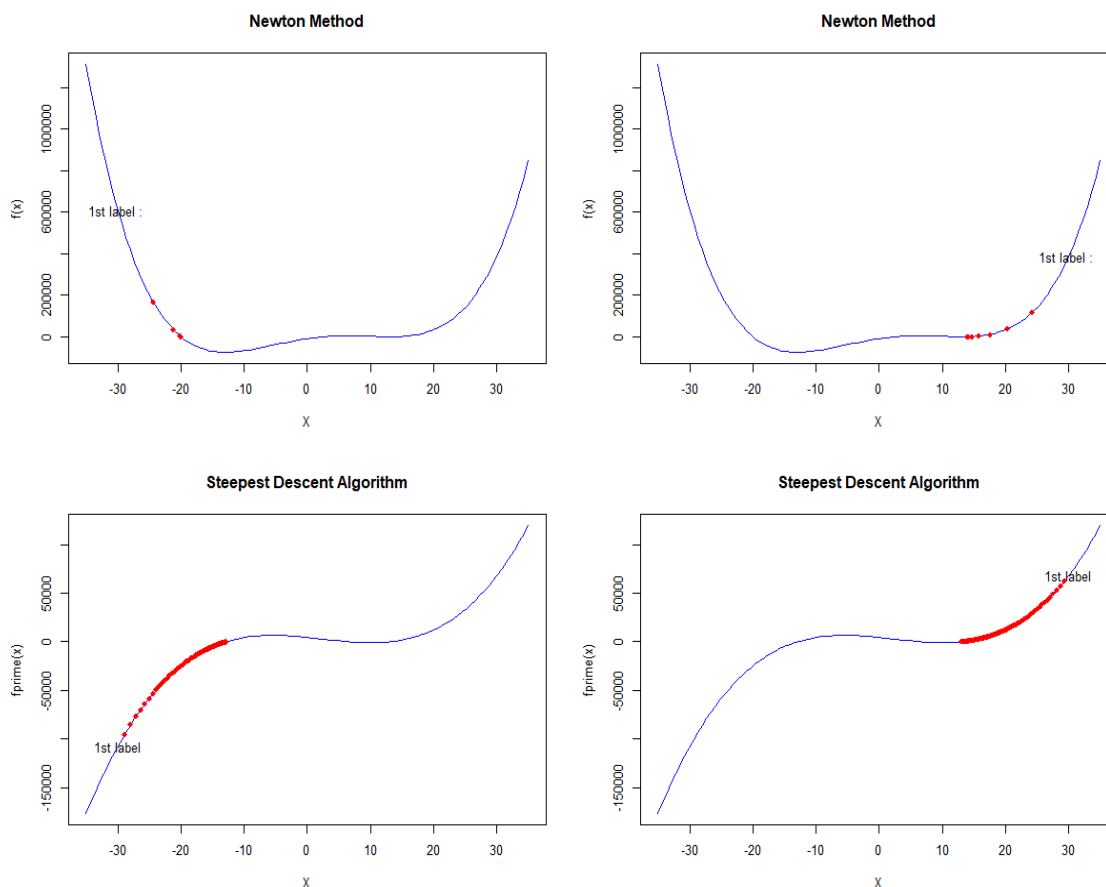 Newton Method
1000000
600000
200000
0
f(x)
1st label :
-30 -20 -10 0 10 20 30
X
Newton Method
1000000
600000
200000
0
f(x)
1st label :
-30 -20 -10 0 10 20 30
X
Steepest Descent Algorithm
50000
0
-50000
-150000
fprime(x)
1st label
-30 -20 -10 0 10 20 30
X
Steepest Descent Algorithm
50000
0
-50000
-150000
fprime(x)
1st label
-30 -20 -10 0 10 20 30
X